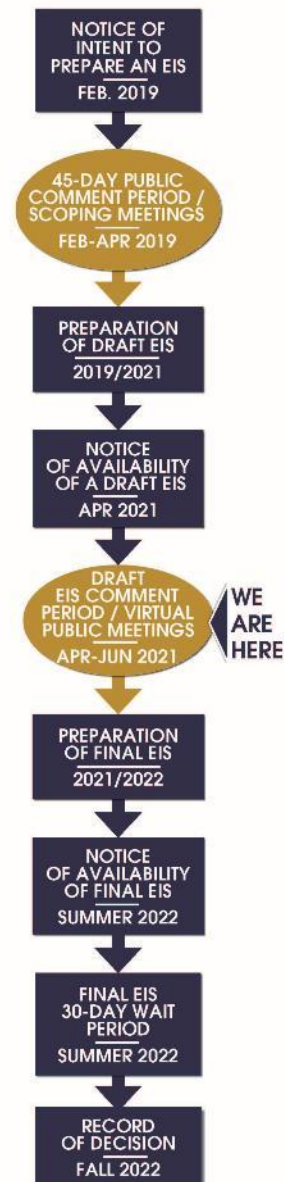 NOTICE OF
INTENT TO
PREPARE AN EIS
FEB. 2019
45-DAY PUBLIC
COMMENT PERIOD /
SCOPING MEETINGS
FEB-APR 2019
PREPARATION
OF DRAFT EIS
2019/2021
NOTICE
OF AVAILABILITY
OF A DRAFT EIS
APR 2021
DRAFT
EIS COMMENT
PERIOD / VIRTUAL
PUBLIC MEETINGS
APR-JUN 2021
WE
ARE
HERE
PREPARATION
OF FINAL EIS
2021/2022
NOTICE
OF AVAILABILITY
OF FINAL EIS
SUMMER 2022
FINAL EIS
30-DAY WAIT
PERIOD
SUMMER 2022
RECORD
OF DECISION
FALL 2022